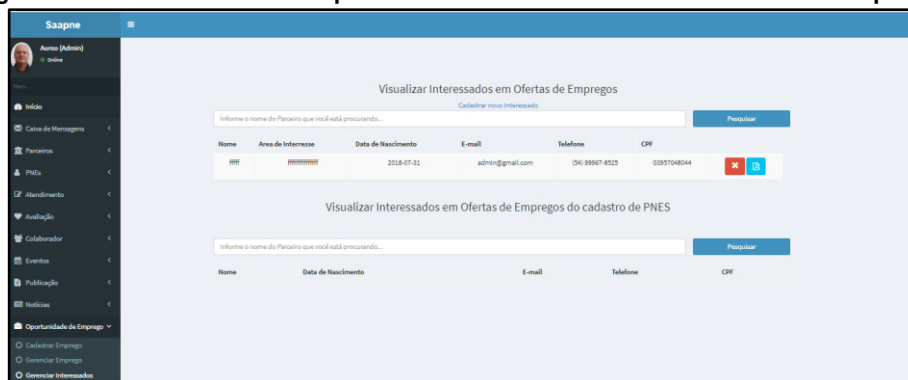 Saapne
Aureo (Admin)
Online
Menu
Início
Caixa de Mensagens
Parceiros
PNEs
Atendimento
Avaliação
Colaborador
Eventos
Publicação
Notícias
Oportunidade de Emprego
Cadastrar Emprego
Gerenciar Emprego
Gerenciar Interessados
Visualizar Interessados em Ofertas de Empregos
Cadastrar novo Interessado
Informe o nome do Parceiro que você está procurando... Pesquisar
Nome Area de Interresse Data de Nascimento E-mail Telefone CPF
2018-07-31 admin@gmail.com (54) 99967-8525 03957048044
Visualizar Interessados em Ofertas de Empregos do cadastro de PNES
Informe o nome do Parceiro que você está procurando... Pesquisar
Nome Data de Nascimento E-mail Telefone CPF